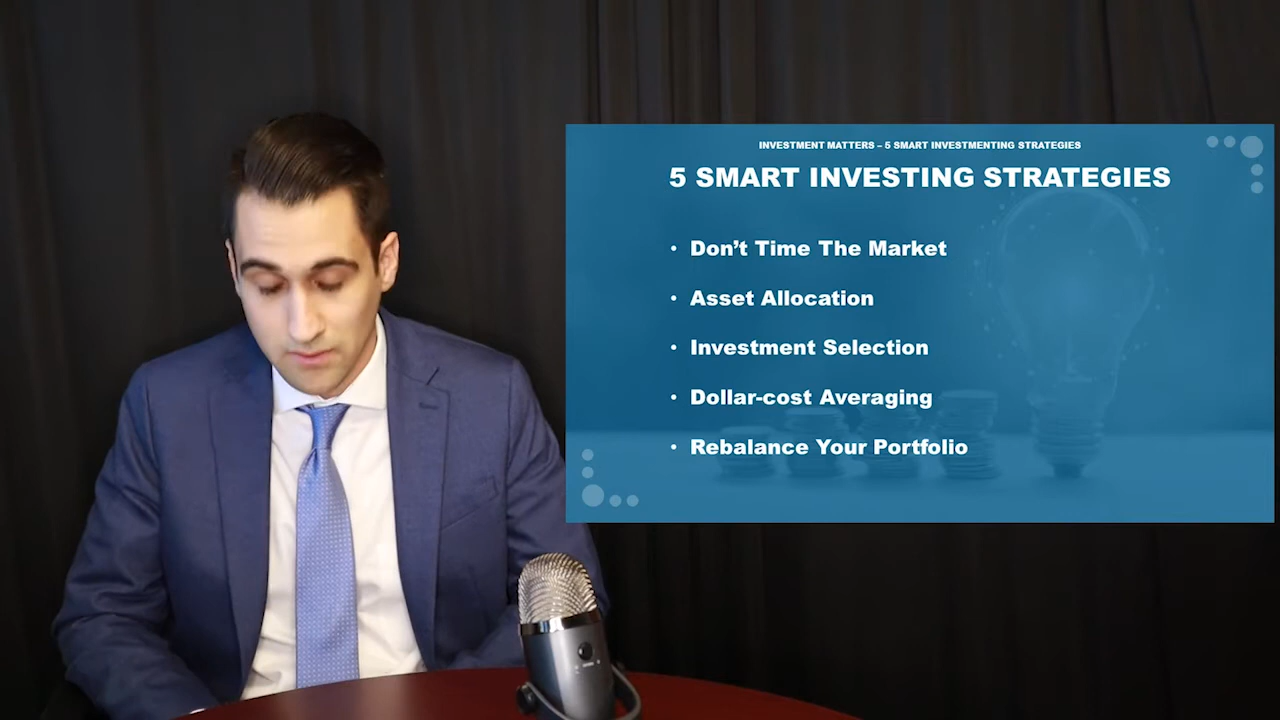 INVESTMENT MATTERS – 5 SMART INVESTMENTING STRATEGIES
5 SMART INVESTING STRATEGIES
• Don’t Time The Market
• Asset Allocation
• Investment Selection
• Dollar-cost Averaging
• Rebalance Your Portfolio